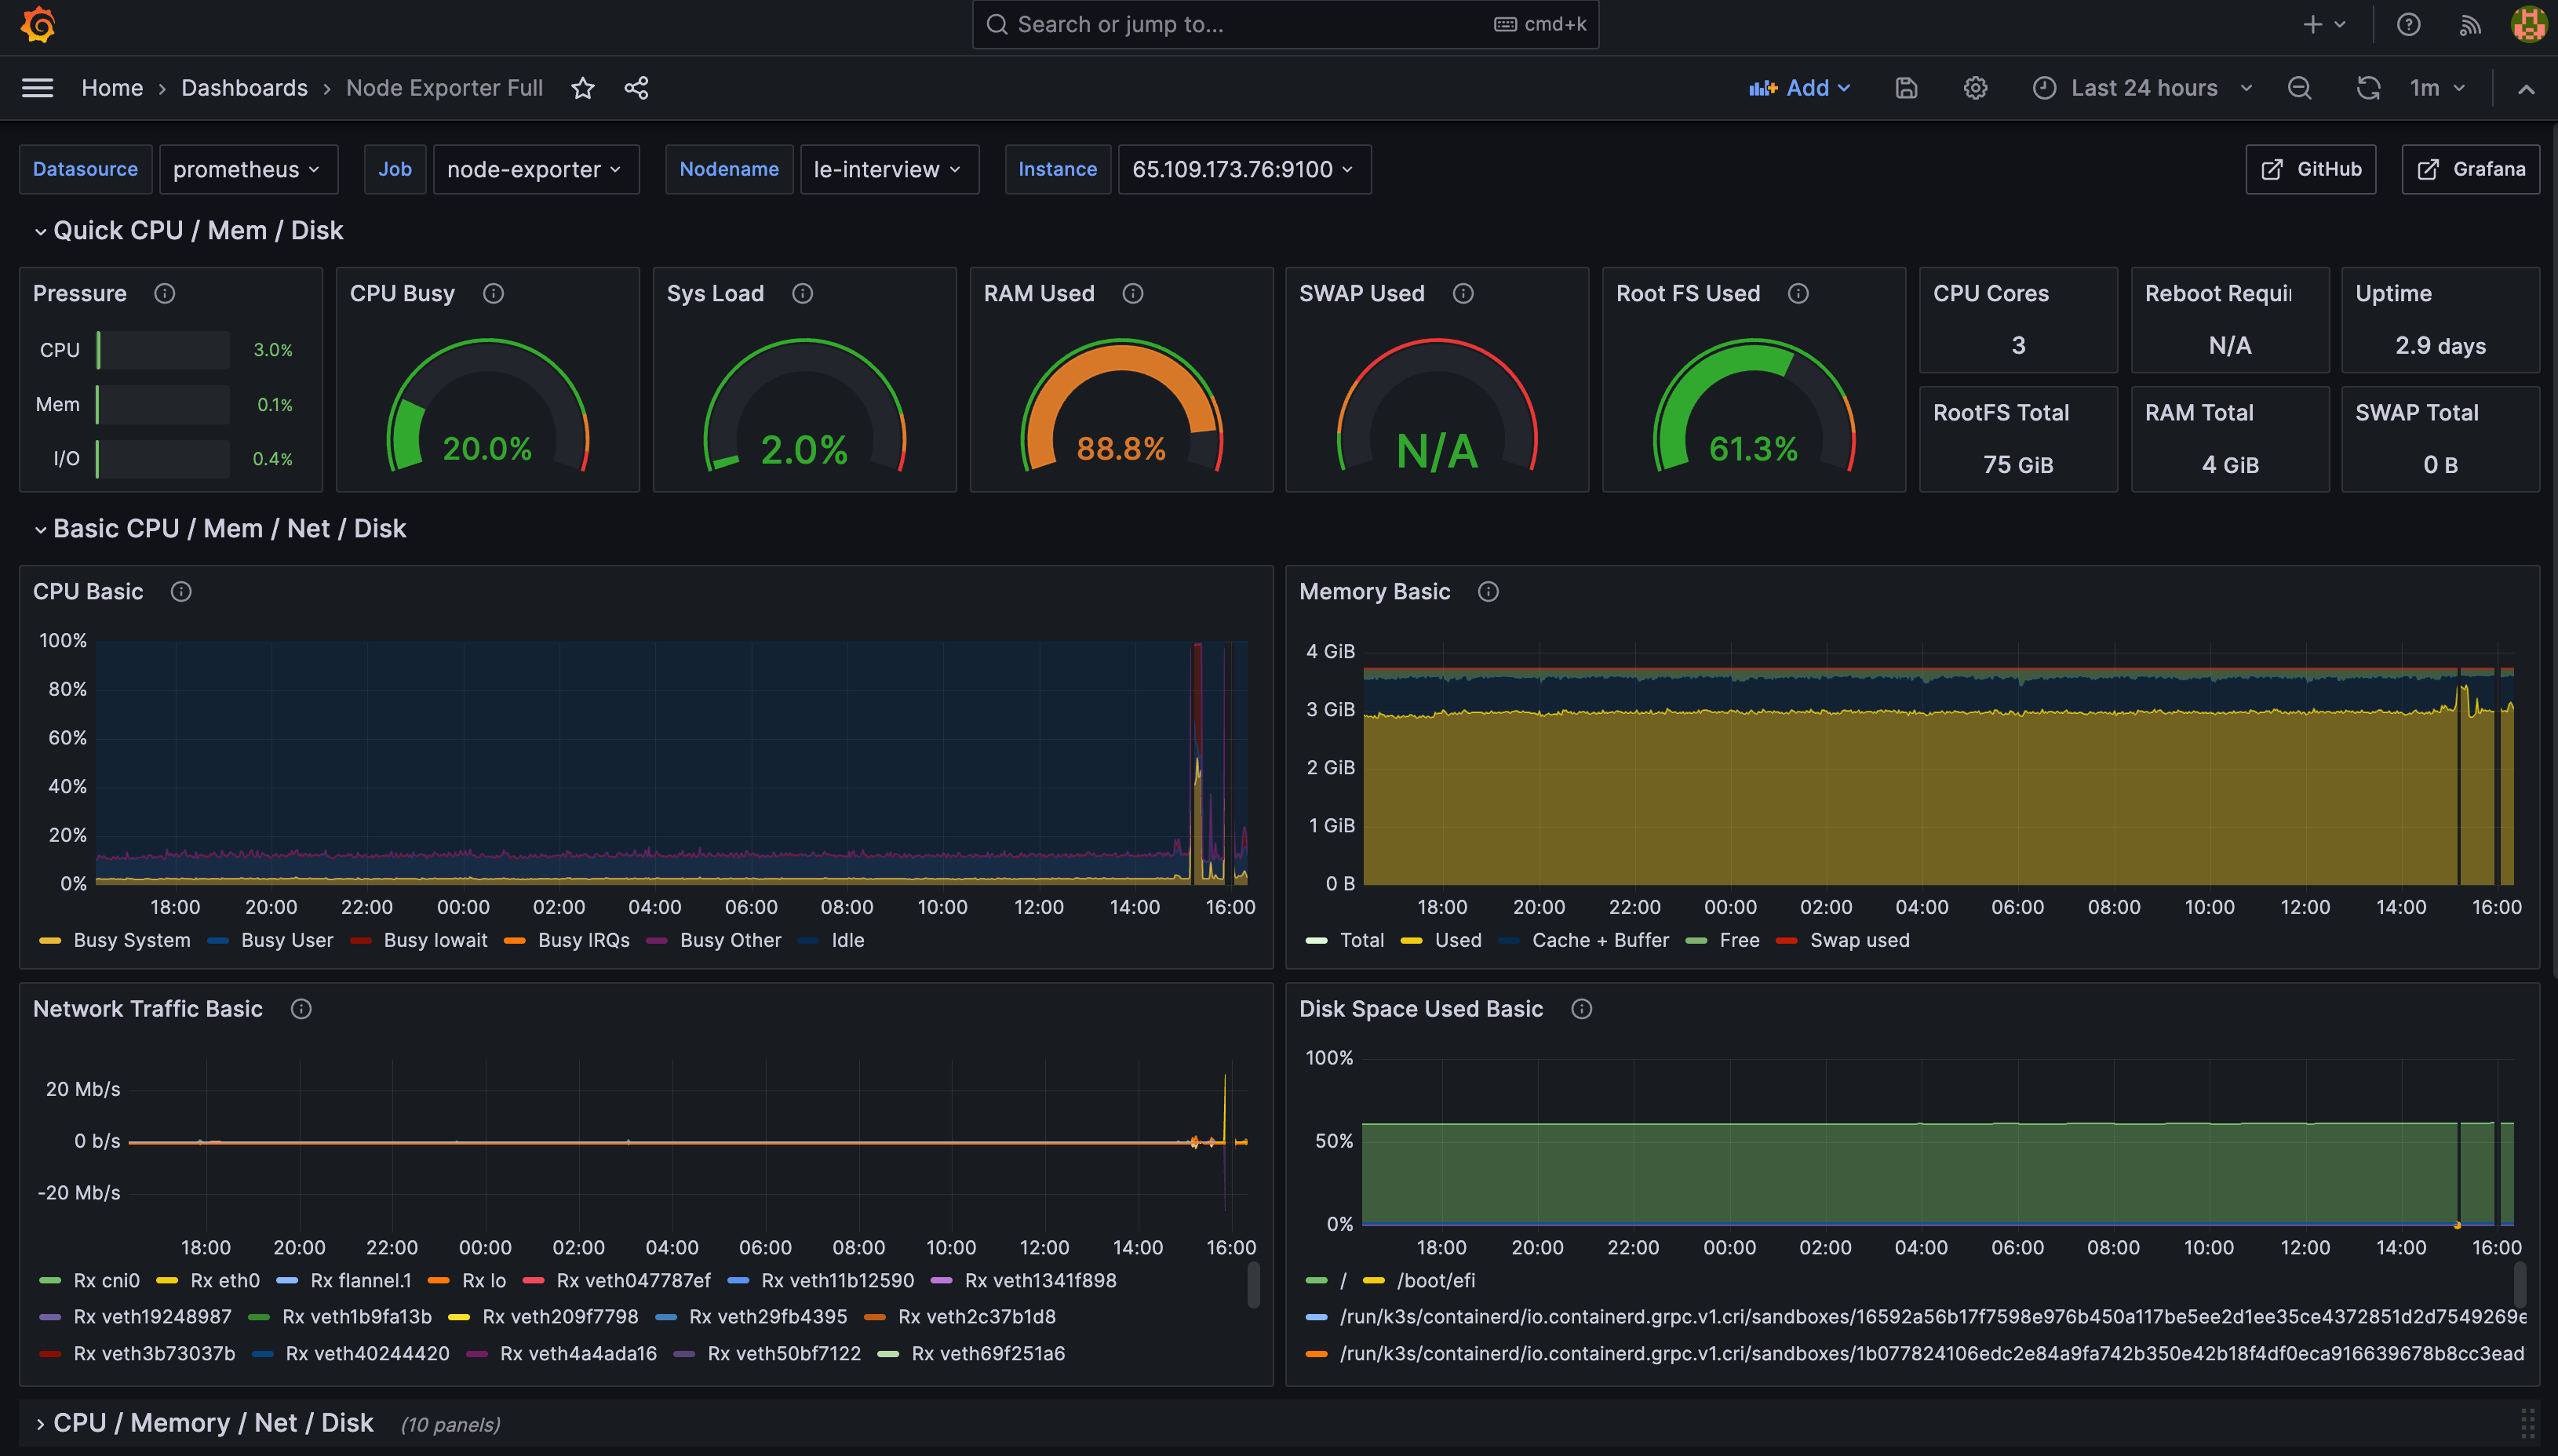 Search or jump to... cmd+k
Home › Dashboards › Node Exporter Full Add Last 24 hours 1m
Datasource prometheus Job node-exporter Nodename le-interview Instance 65.109.173.76:9100 GitHub Grafana
Quick CPU / Mem / Disk
Pressure CPU Busy Sys Load RAM Used SWAP Used Root FS Used CPU Cores Reboot Requi Uptime
CPU 3.0%
3 N/A 2.9 days
Mem 0.1%
RootFS Total RAM Total SWAP Total
20.0% 2.0% 88.8% N/A 61.3%
I/O 0.4%
75 GiB 4 GiB 0 B
Basic CPU / Mem / Net / Disk
CPU Basic
100%
80%
60%
40%
20%
0%
18:00 20:00 22:00 00:00 02:00 04:00 06:00 08:00 10:00 12:00 14:00 16:00
Busy System Busy User Busy Iowait Busy IRQs Busy Other Idle
Memory Basic
4 GiB
3 GiB
2 GiB
1 GiB
0 B
18:00 20:00 22:00 00:00 02:00 04:00 06:00 08:00 10:00 12:00 14:00 16:00
Total Used Cache + Buffer Free Swap used
Network Traffic Basic
20 Mb/s
0 b/s
-20 Mb/s
18:00 20:00 22:00 00:00 02:00 04:00 06:00 08:00 10:00 12:00 14:00 16:00
Rx cni0 Rx eth0 Rx flannel.1 Rx lo Rx veth047787ef Rx veth11b12590 Rx veth1341f898
Rx veth19248987 Rx veth1b9fa13b Rx veth209f7798 Rx veth29fb4395 Rx veth2c37b1d8
Rx veth3b73037b Rx veth40244420 Rx veth4a4ada16 Rx veth50bf7122 Rx veth69f251a6
Disk Space Used Basic
100%
50%
0%
18:00 20:00 22:00 00:00 02:00 04:00 06:00 08:00 10:00 12:00 14:00 16:00
/ /boot/efi
/run/k3s/containerd/io.containerd.grpc.v1.cri/sandboxes/16592a56b17f7598e976b450a117be5ee2d1ee35ce4372851d2d7549269e
/run/k3s/containerd/io.containerd.grpc.v1.cri/sandboxes/1b077824106edc2e84a9fa742b350e42b18f4df0eca916639678b8cc3ead
CPU / Memory / Net / Disk (10 panels)